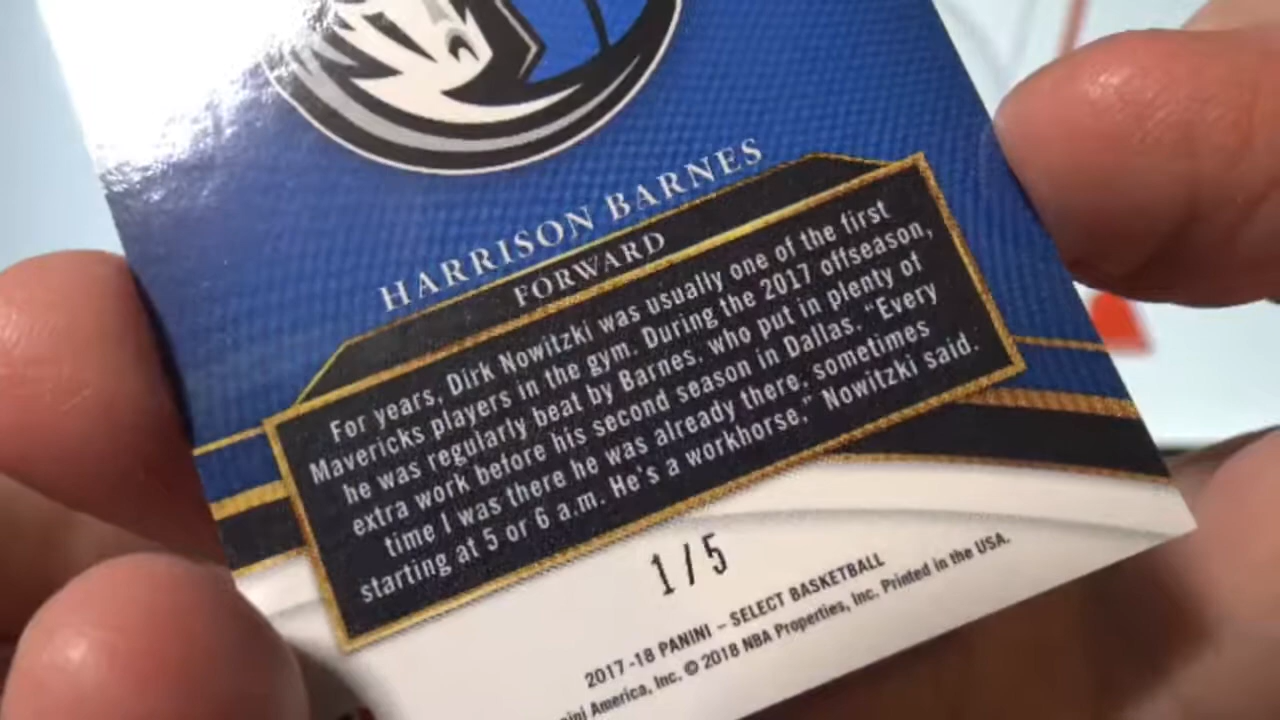 HARRISON BARNES
FORWARD
For years, Dirk Nowitzki was usually one of the first
Mavericks players in the gym. During the 2017 offseason,
he was regularly beat by Barnes, who put in plenty of
extra work before his second season in Dallas. “Every
time I was there he was already there, sometimes
starting at 5 or 6 a.m. He's a workhorse,” Nowitzki said.
1/5
2017-18 PANINI – SELECT BASKETBALL
America, Inc. © 2018 NBA Properties, Inc. Printed in the USA.